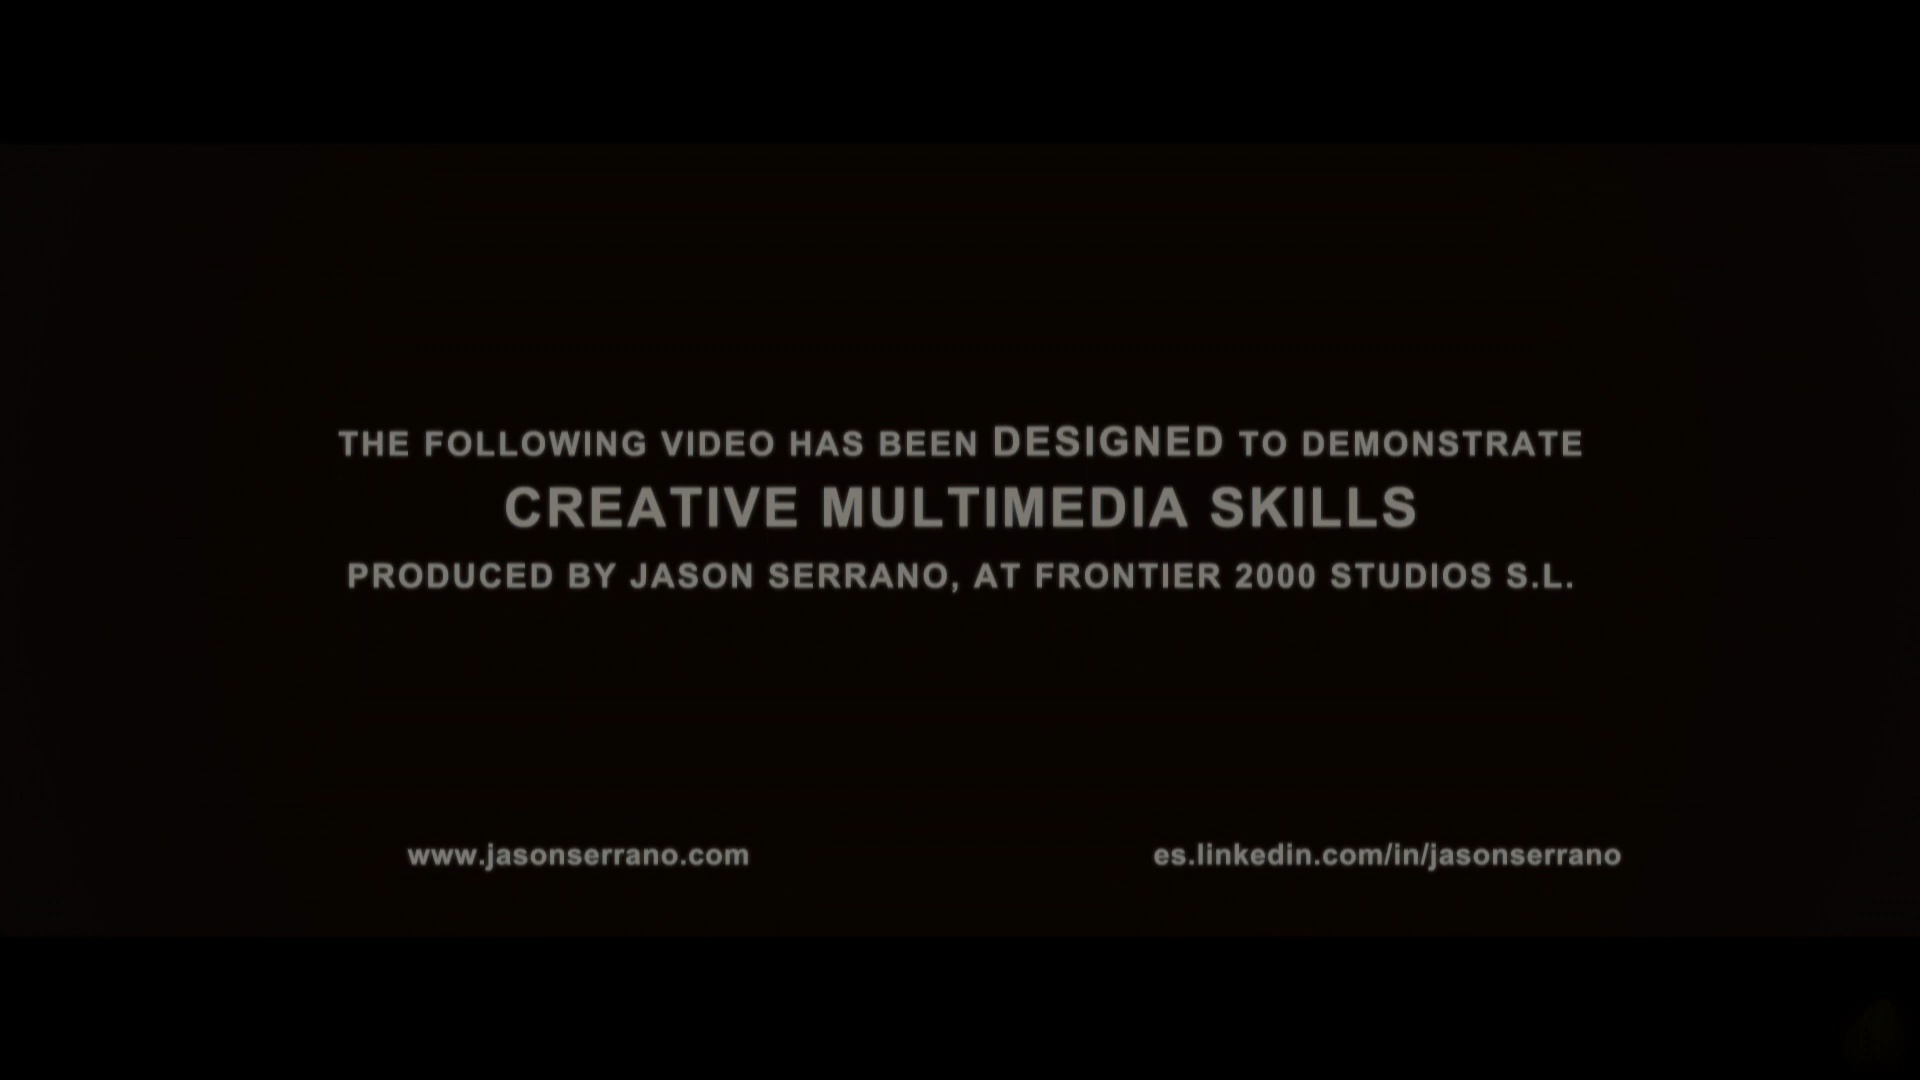 THE FOLLOWING VIDEO HAS BEEN DESIGNED TO DEMONSTRATE
CREATIVE MULTIMEDIA SKILLS
PRODUCED BY JASON SERRANO, AT FRONTIER 2000 STUDIOS S.L.
www.jasonserrano.com
es.linkedin.com/in/jasonserrano